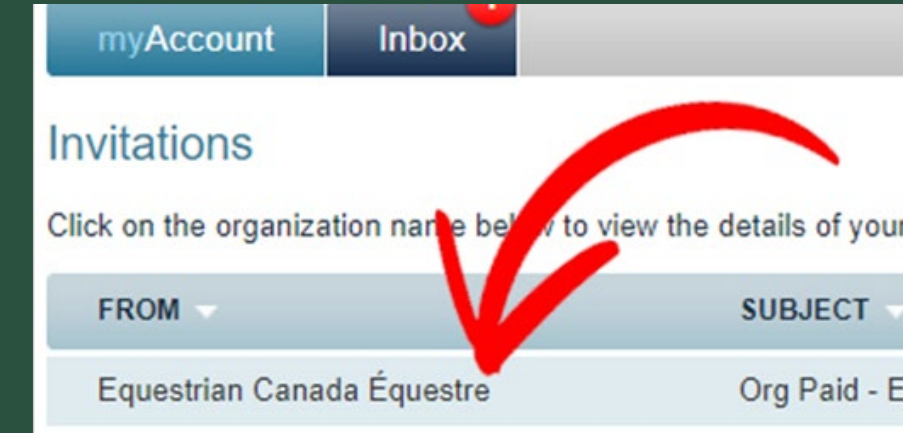 myAccount Inbox
Invitations
Click on the organization name below to view the details of your
FROM SUBJECT
Equestrian Canada Équestre Org Paid - E